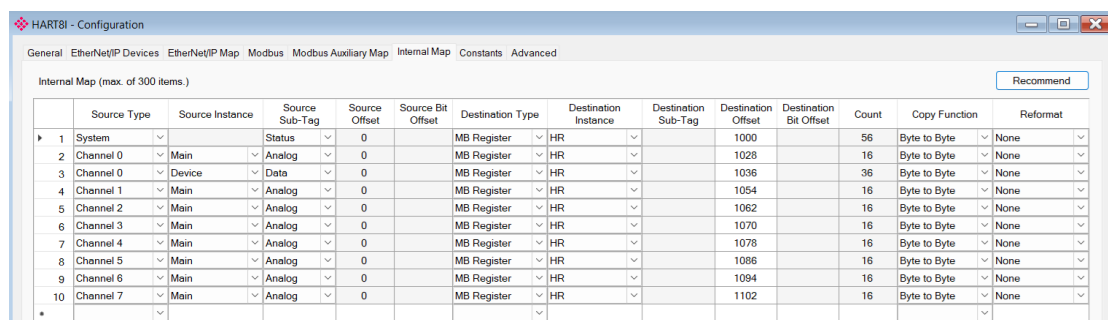 HART8I - Configuration
General EtherNet/IP Devices EtherNet/IP Map Modbus Modbus Auxiliary Map Internal Map Constants Advanced
Internal Map (max. of 300 items.) Recommend
Source Type Source Instance Source Sub-Tag Source Offset Source Bit Offset Destination Type Destination Instance Destination Sub-Tag Destination Offset Destination Bit Offset Count Copy Function Reformat
1 System Status 0 MB Register HR 1000 56 Byte to Byte None
2 Channel 0 Main Analog 0 MB Register HR 1028 16 Byte to Byte None
3 Channel 0 Device Data 0 MB Register HR 1036 36 Byte to Byte None
4 Channel 1 Main Analog 0 MB Register HR 1054 16 Byte to Byte None
5 Channel 2 Main Analog 0 MB Register HR 1062 16 Byte to Byte None
6 Channel 3 Main Analog 0 MB Register HR 1070 16 Byte to Byte None
7 Channel 4 Main Analog 0 MB Register HR 1078 16 Byte to Byte None
8 Channel 5 Main Analog 0 MB Register HR 1086 16 Byte to Byte None
9 Channel 6 Main Analog 0 MB Register HR 1094 16 Byte to Byte None
10 Channel 7 Main Analog 0 MB Register HR 1102 16 Byte to Byte None